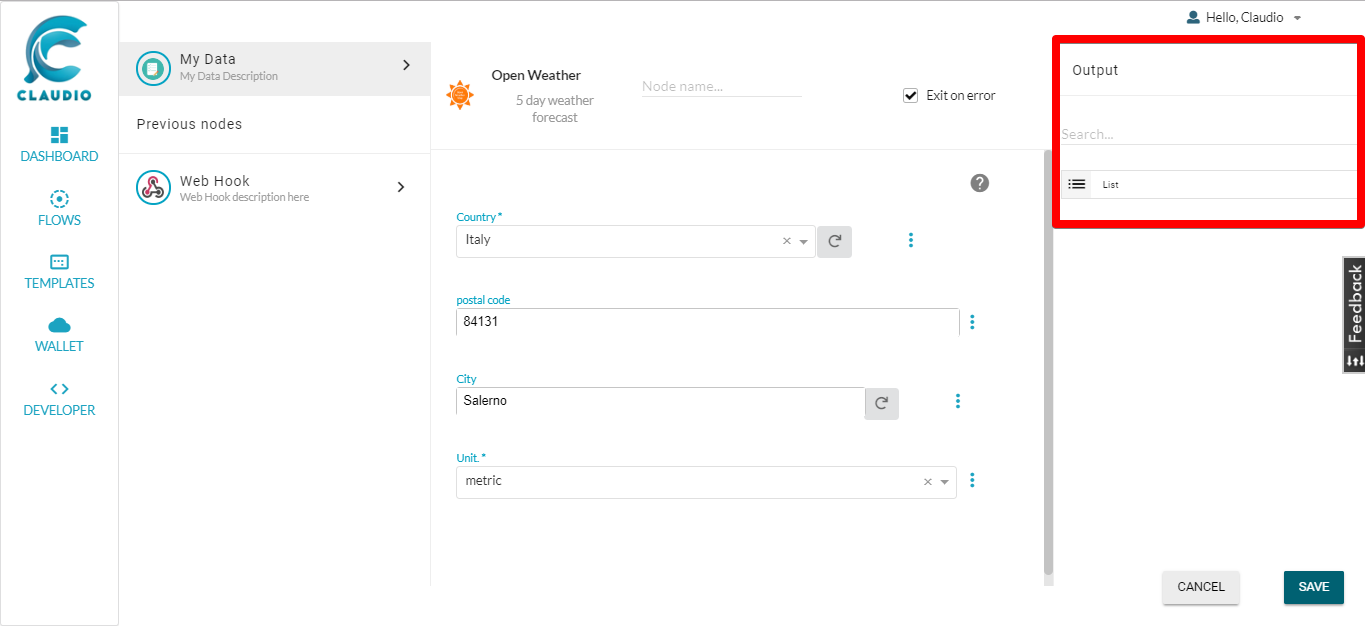 CLAUDIO
DASHBOARD
FLOWS
TEMPLATES
WALLET
DEVELOPER
My Data
My Data Description
Previous nodes
Web Hook
Web Hook description here
Open Weather
5 day weather
forecast
Node name...
Exit on error
?
Country *
Italy
postal code
84131
City
Salerno
Unit. *
metric
Hello, Claudio
Output
Search...
List
Feedback
CANCEL
SAVE